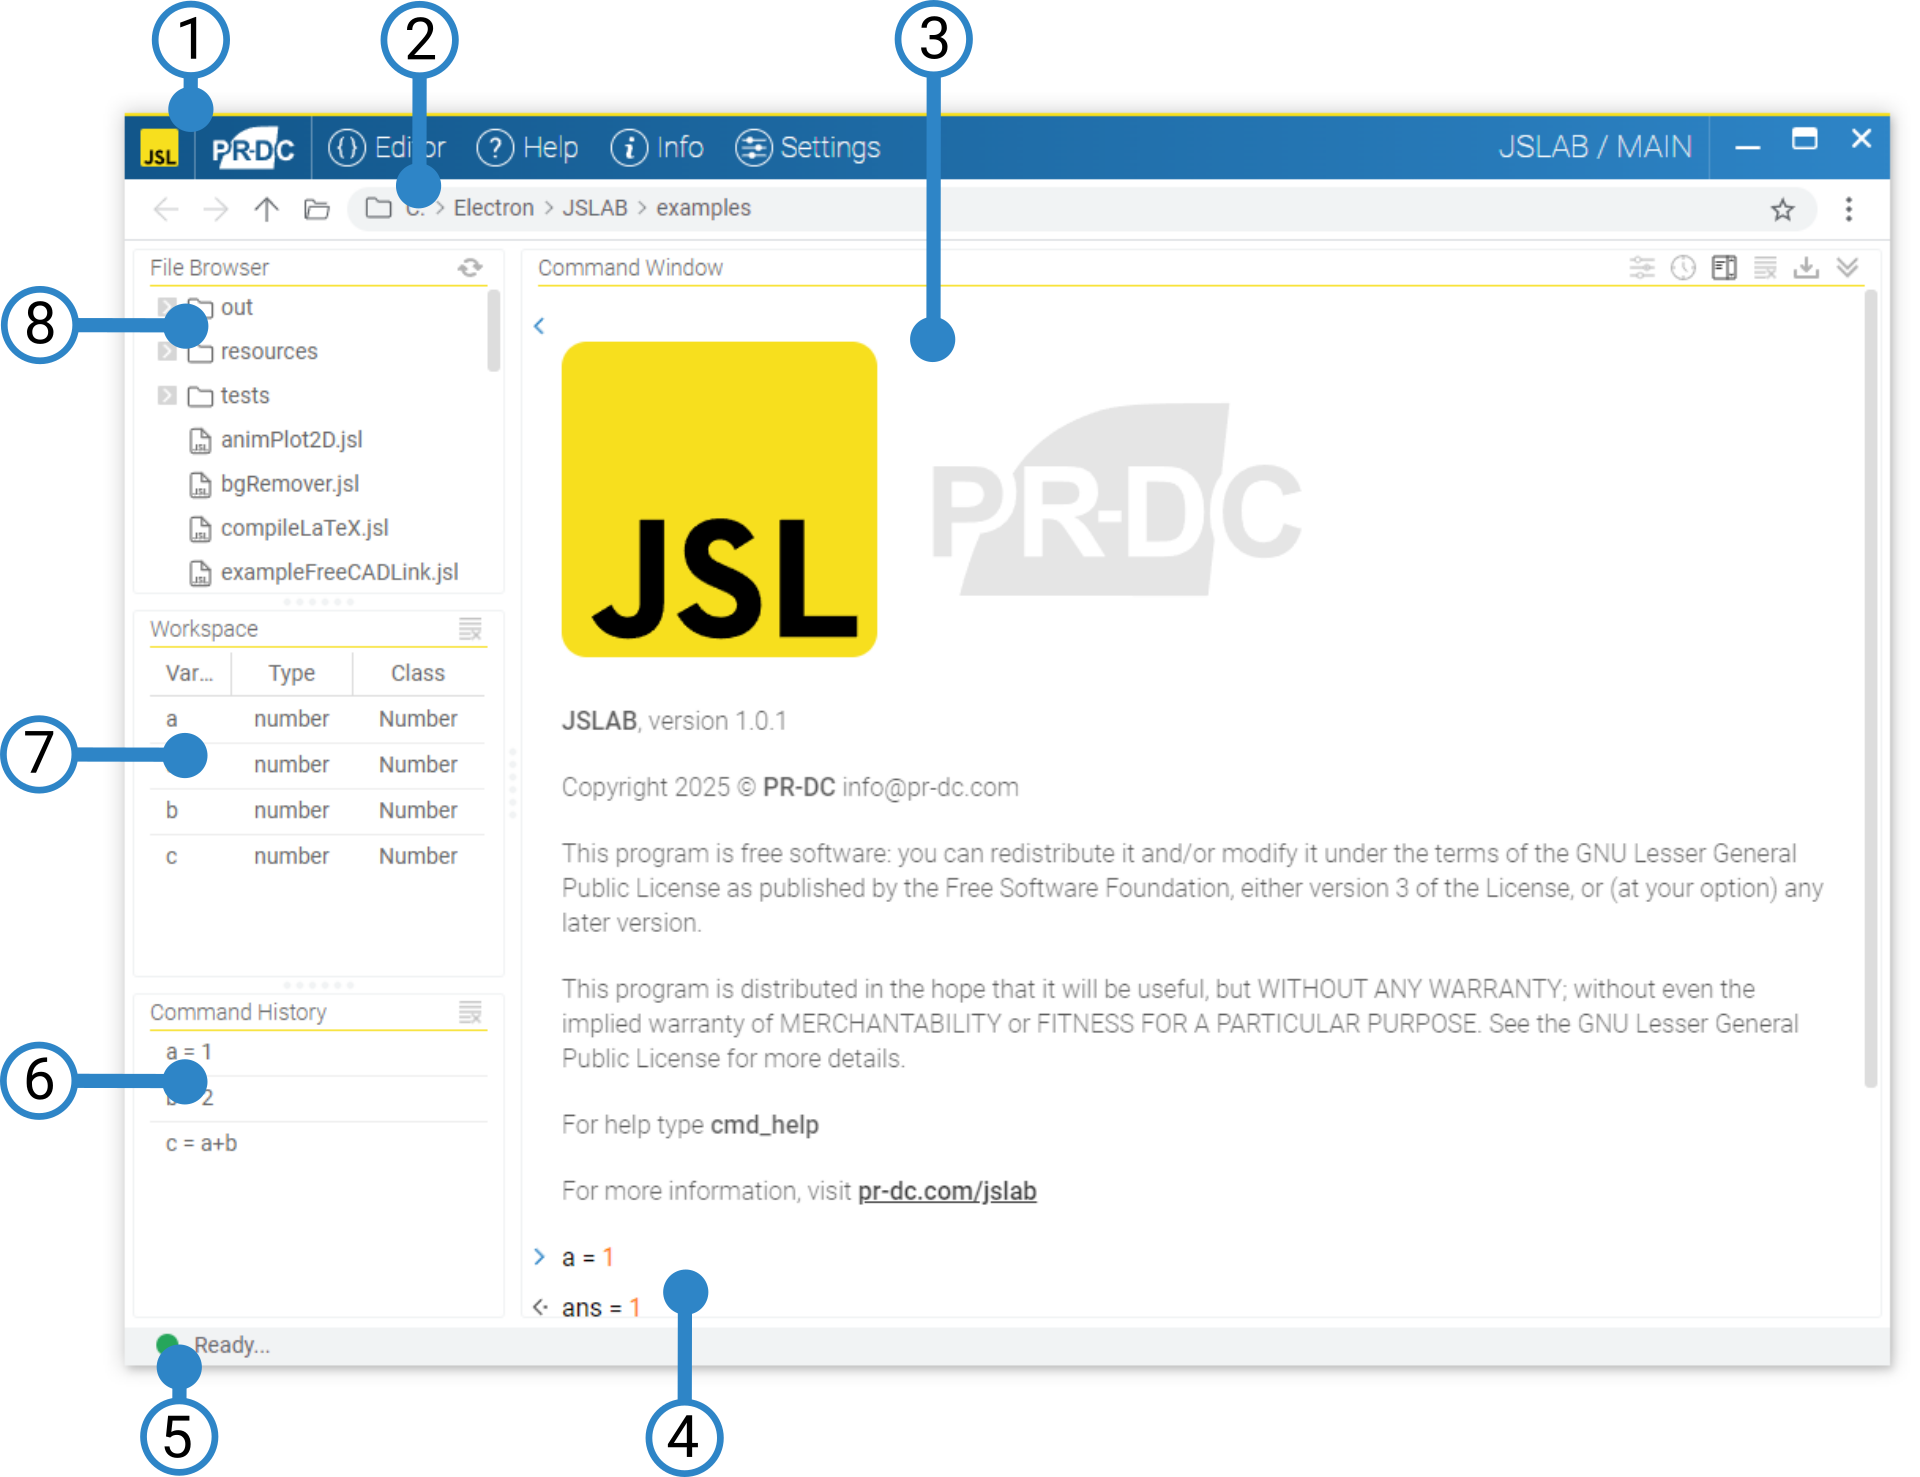 1
2
3
JSL PR-DC Editor Help Info Settings JSLAB / MAIN
C: > Electron > JSLAB > examples
File Browser
8
out
resources
tests
animPlot2D.jsl
bgRemover.jsl
compileLaTeX.jsl
exampleFreeCADLink.jsl
Workspace
Var... Type Class
a number Number
7
number Number
b number Number
c number Number
Command History
a = 1
6
2
c = a+b
Command Window
JSL
PR-DC
JSLAB, version 1.0.1
Copyright 2025 © PR-DC info@pr-dc.com
This program is free software: you can redistribute it and/or modify it under the terms of the GNU Lesser General
Public License as published by the Free Software Foundation, either version 3 of the License, or (at your option) any
later version.
This program is distributed in the hope that it will be useful, but WITHOUT ANY WARRANTY; without even the
implied warranty of MERCHANTABILITY or FITNESS FOR A PARTICULAR PURPOSE. See the GNU Lesser General
Public License for more details.
For help type cmd_help
For more information, visit pr-dc.com/jslab
> a = 1
ans = 1
Ready...
5
4